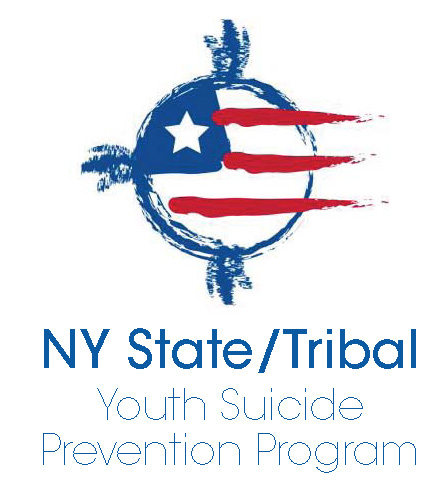 NY State/Tribal
Youth Suicide
Prevention Program